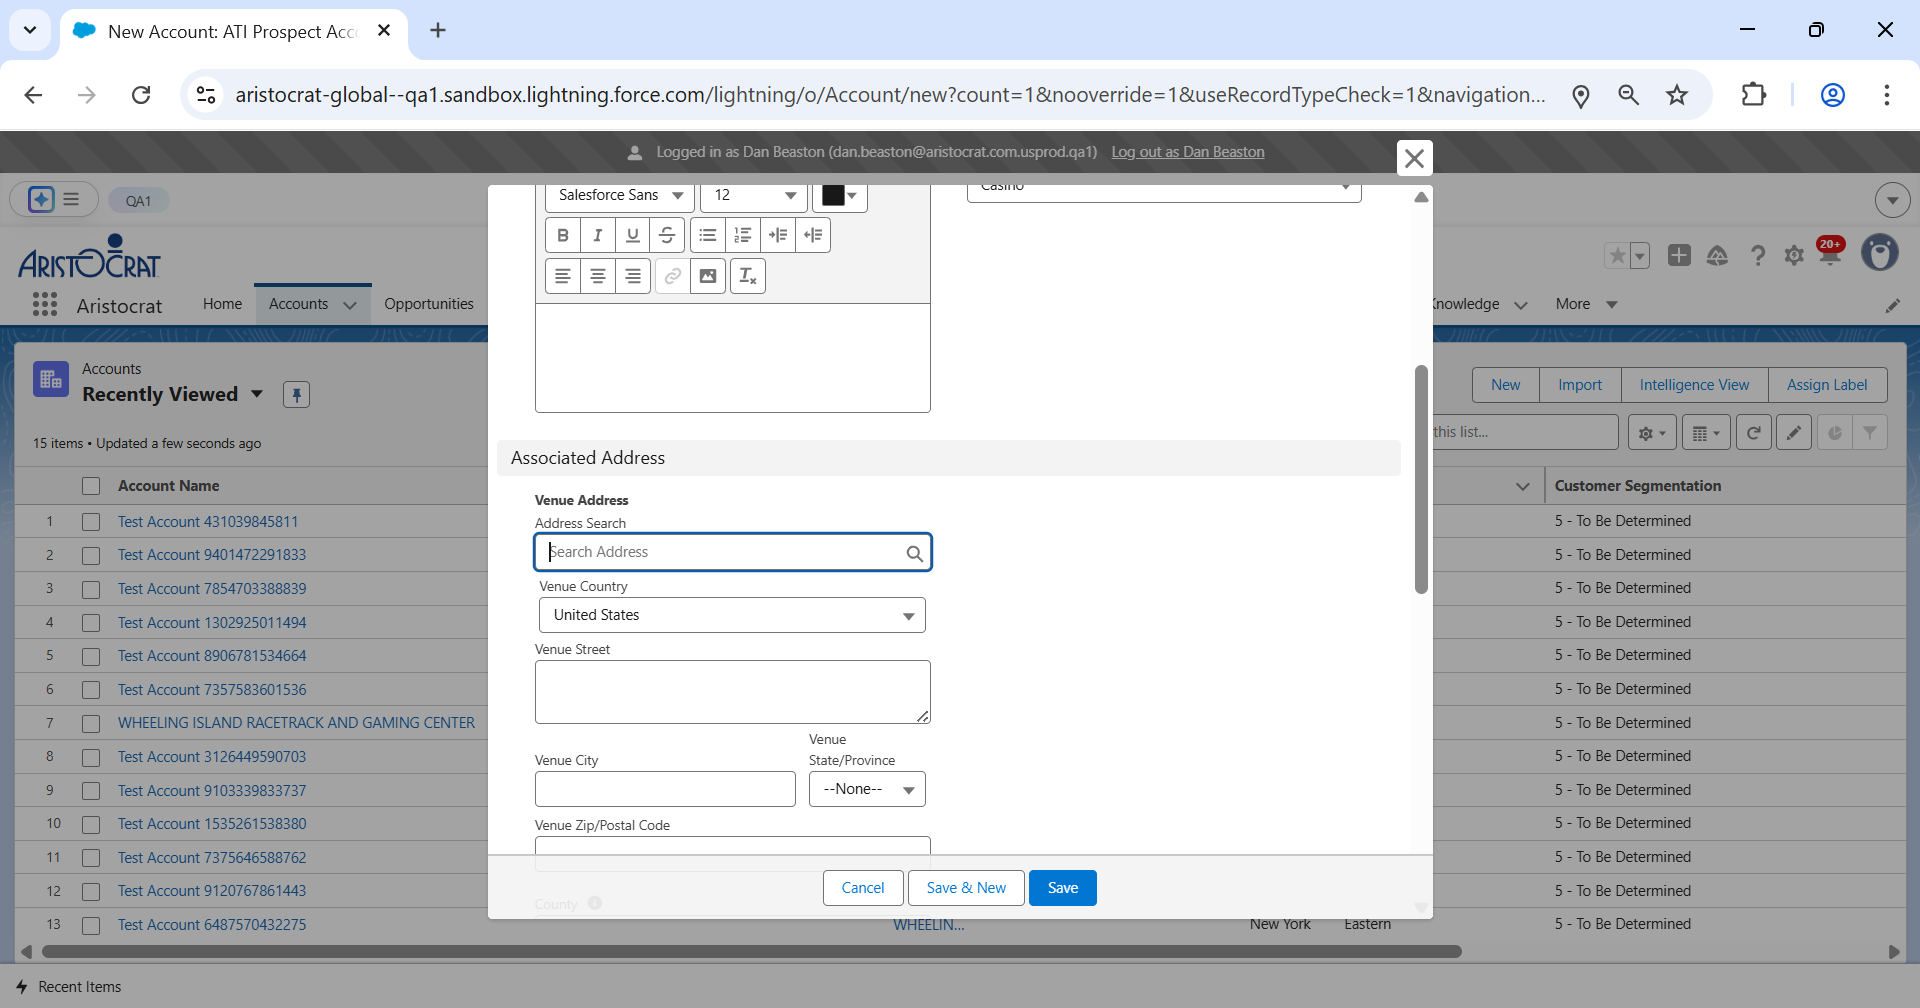 New Account: ATI Prospect Acc
aristocrat-global--qa1.sandbox.lightning.force.com/lightning/o/Account/new?count=1&nooverride=1&useRecordTypeCheck=1&navigation...
Logged in as Dan Beaston (dan.beaston@aristocrat.com.usprod.qa1) Log out as Dan Beaston
QA1
Salesforce Sans 12
Casino
ARISTOCRAT
20+
Aristocrat Home Accounts Opportunities Knowledge More
Accounts
Recently Viewed
New Import Intelligence View Assign Label
15 items • Updated a few seconds ago
this list...
Associated Address
Account Name
Customer Segmentation
Venue Address
Address Search
Search Address
Venue Country
United States
Venue Street
Venue City
Venue State/Province
--None--
Venue Zip/Postal Code
County
Cancel Save & New Save
1 Test Account 431039845811 5 - To Be Determined
2 Test Account 9401472291833 5 - To Be Determined
3 Test Account 7854703388839 5 - To Be Determined
4 Test Account 1302925011494 5 - To Be Determined
5 Test Account 8906781534664 5 - To Be Determined
6 Test Account 7357583601536 5 - To Be Determined
7 WHEELING ISLAND RACETRACK AND GAMING CENTER 5 - To Be Determined
8 Test Account 3126449590703 5 - To Be Determined
9 Test Account 9103339833737 5 - To Be Determined
10 Test Account 1535261538380 5 - To Be Determined
11 Test Account 7375646588762 5 - To Be Determined
12 Test Account 9120767861443 5 - To Be Determined
13 Test Account 6487570432275 WHEELIN... New York Eastern 5 - To Be Determined
Recent Items